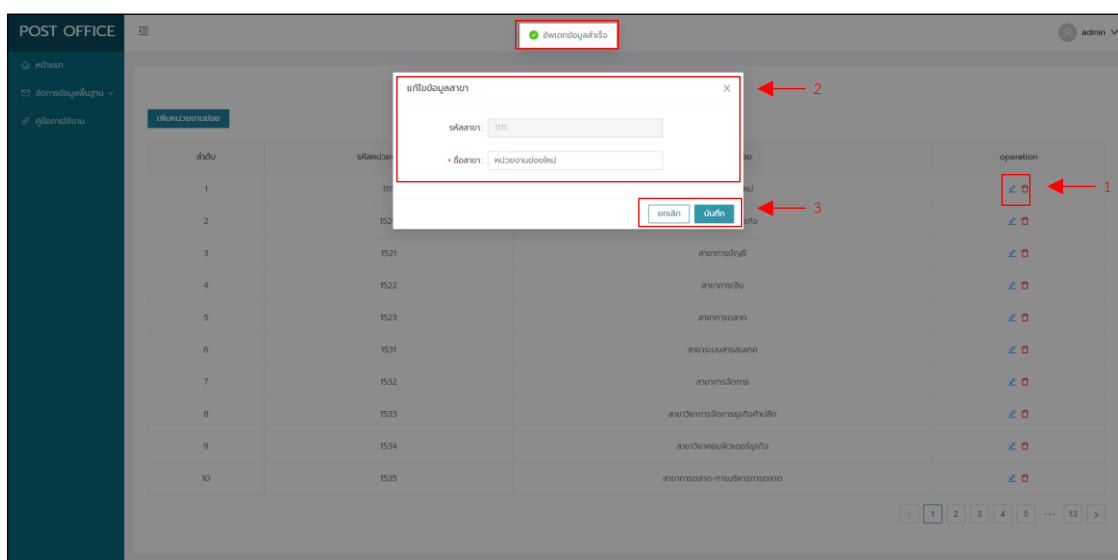 POST OFFICE
อัพเดทข้อมูลสำเร็จ
admin
หน้าแรก
จัดการข้อมูลพื้นฐาน
คู่มือการใช้งาน
แก้ไขข้อมูลสาขา
2
รหัสสาขา :
1111
* ชื่อสาขา :
หน่วยงานย่อยใหม่
ยกเลิก
บันทึก
3
เพิ่มหน่วยงานย่อย
ลำดับ
operation
1
1
2
3 1521 สาขาการบัญชี
4 1522 สาขาการเงิน
5 1523 สาขาการตลาด
6 1531 สาขาระบบสารสนเทศ
7 1532 สาขาการจัดการ
8 1533 สาขาวิชาการจัดการธุรกิจค้าปลีก
9 1534 สาขาวิชาคอมพิวเตอร์ธุรกิจ
10 1535 สาขาการตลาด-การบริหารการตลาด
< 1 2 3 4 5 ••• 13 >